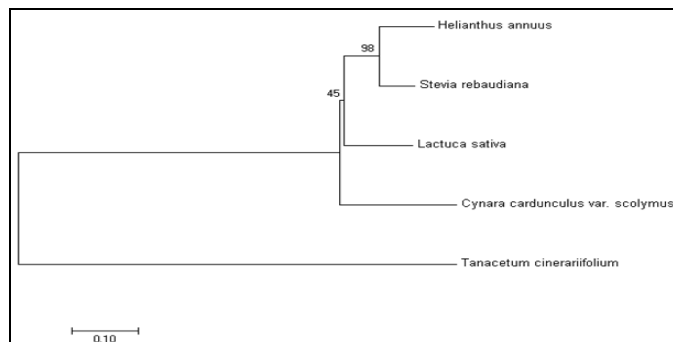 Helianthus annuus
98
Stevia rebaudiana
45
Lactuca sativa
Cynara cardunculus var. scolymus
Tanacetum cinerariifolium
0.10